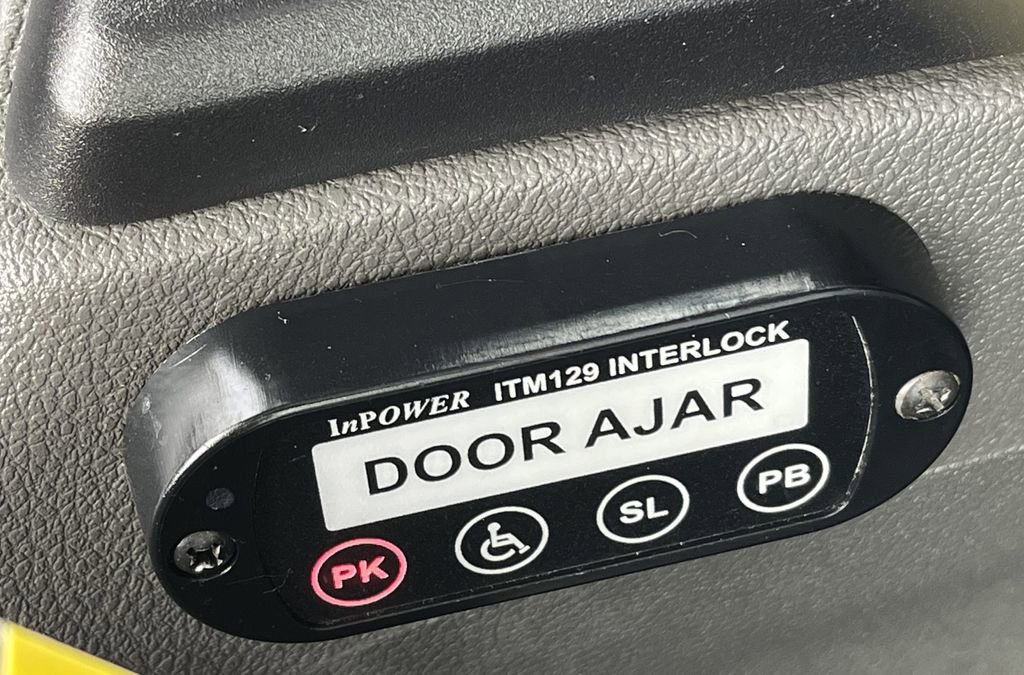 InPOWER ITM129 INTERLOCK
DOOR AJAR
PK SL PB